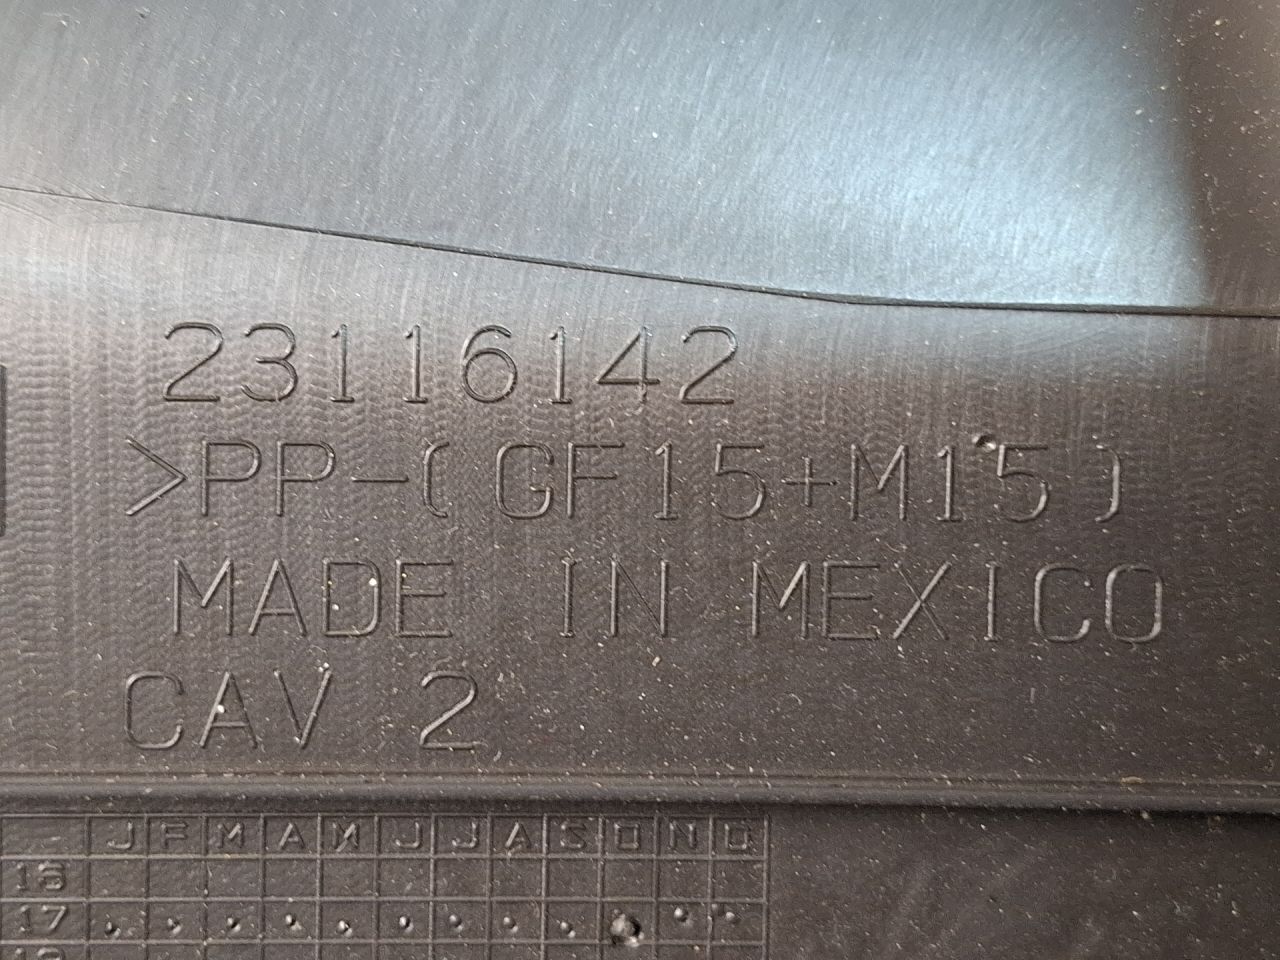 23116142
>PP-(GF15+M15)
MADE IN MEXICO
CAV 2
J F M A M J J A S O N D
16
17